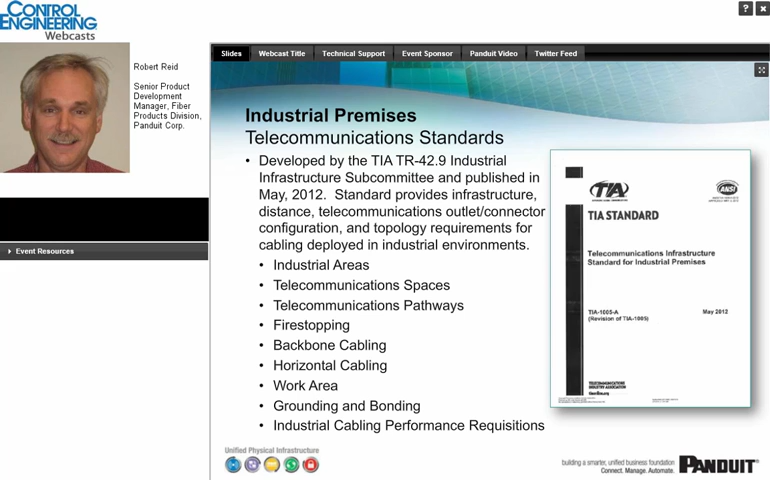 CONTROL
ENGINEERING
Webcasts
?
Robert Reid
Senior Product
Development
Manager, Fiber
Products Division,
Panduit Corp.
Event Resources
Slides
Webcast Title
Technical Support
Event Sponsor
Panduit Video
Twitter Feed
Industrial Premises
Telecommunications Standards
• Developed by the TIA TR-42.9 Industrial
Infrastructure Subcommittee and published in
May, 2012. Standard provides infrastructure,
distance, telecommunications outlet/connector
configuration, and topology requirements for
cabling deployed in industrial environments.
• Industrial Areas
• Telecommunications Spaces
• Telecommunications Pathways
• Firestopping
• Backbone Cabling
• Horizontal Cabling
• Work Area
• Grounding and Bonding
• Industrial Cabling Performance Requisitions
TIA
ANSI
TIA STANDARD
Telecommunications Infrastructure
Standard for Industrial Premises
TIA-1005-A
(Revision of TIA-1005)
May 2012
TELECOMMUNICATIONS
INDUSTRY ASSOCIATION
tiaonline.org
Unified Physical Infrastructure
building a smarter, unified business foundation
Connect. Manage. Automate.
PANDUIT